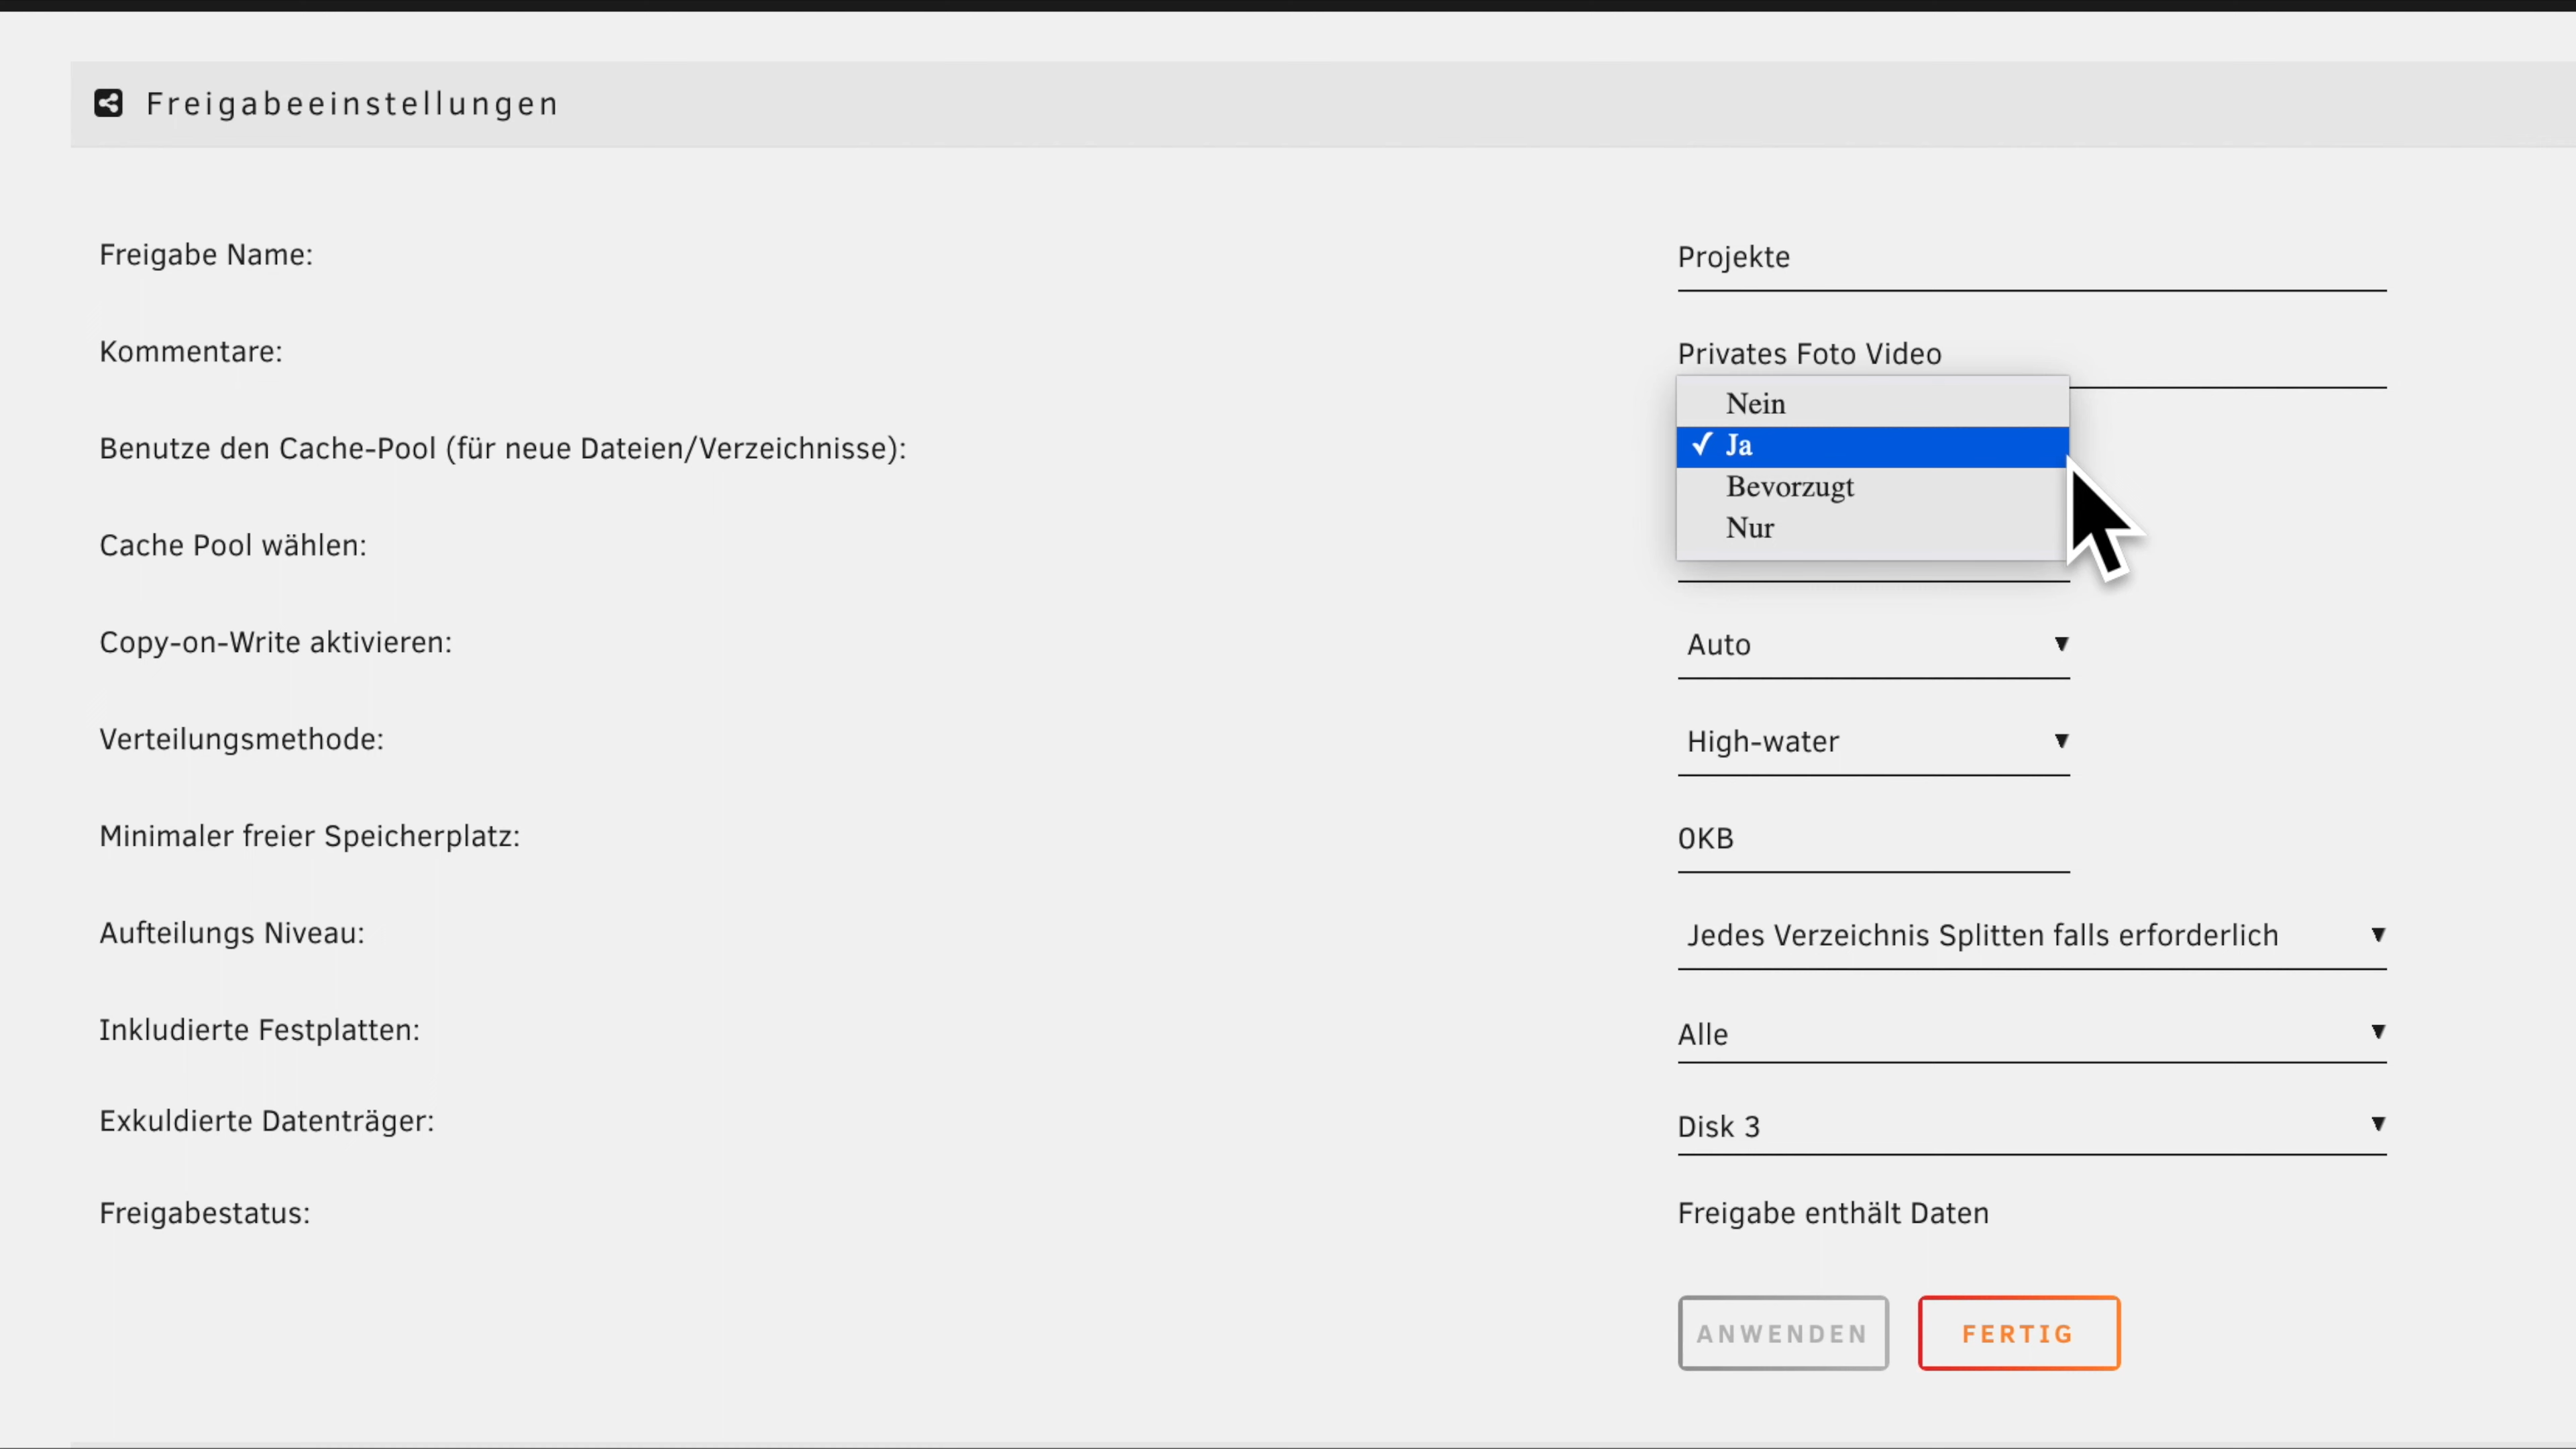 Freigabeeinstellungen
Freigabe Name: Projekte
Kommentare: Privates Foto Video
Benutze den Cache-Pool (für neue Dateien/Verzeichnisse):
Nein
✓ Ja
Bevorzugt
Nur
Cache Pool wählen:
Copy-on-Write aktivieren: Auto
Verteilungsmethode: High-water
Minimaler freier Speicherplatz: 0KB
Aufteilungs Niveau: Jedes Verzeichnis Splitten falls erforderlich
Inkludierte Festplatten: Alle
Exkuldierte Datenträger: Disk 3
Freigabestatus: Freigabe enthält Daten
ANWENDEN FERTIG